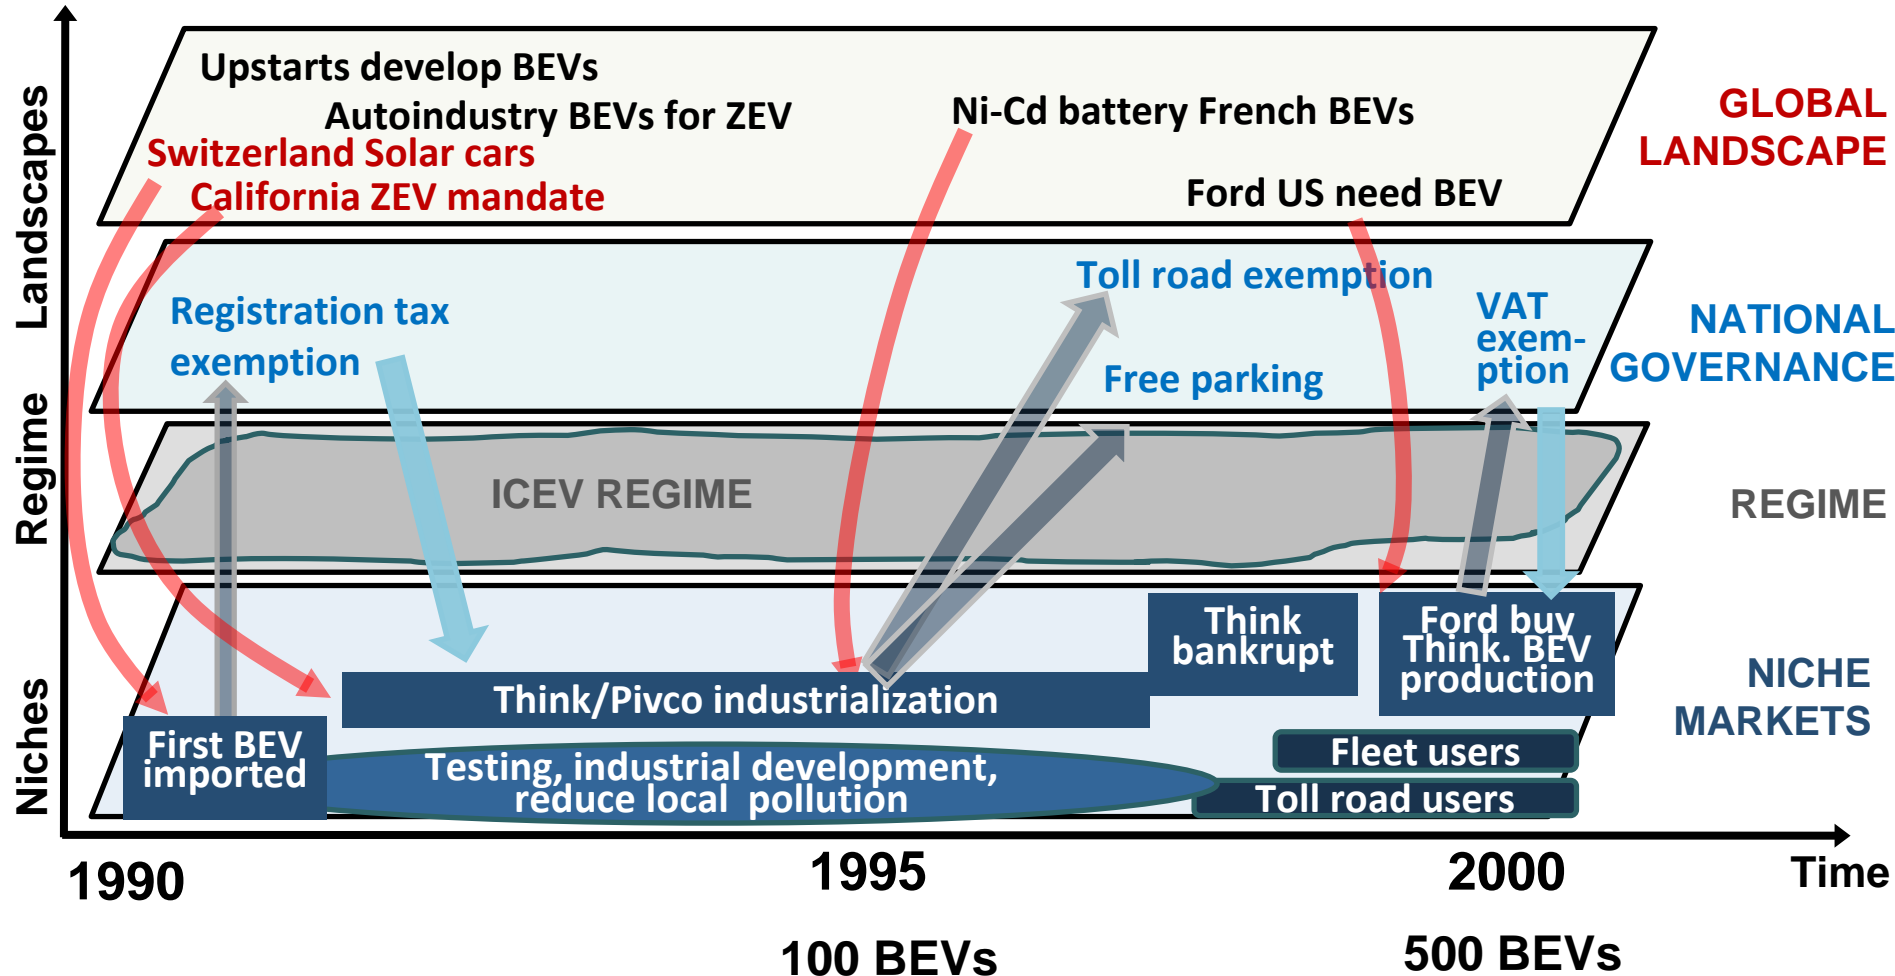 Landscapes
Regime
Niches
Upstarts develop BEVs
Autoindustry BEVs for ZEV
Switzerland Solar cars
California ZEV mandate
Ni-Cd battery French BEVs
Ford US need BEV
GLOBAL
LANDSCAPE
Registration tax
exemption
Toll road exemption
Free parking
VAT
exem-
ption
NATIONAL
GOVERNANCE
ICEV REGIME
REGIME
Think/Pivco industrialization
Think
bankrupt
Ford buy
Think. BEV
production
NICHE
MARKETS
First BEV
imported
Testing, industrial development,
reduce local pollution
Fleet users
Toll road users
1990
1995
2000
Time
100 BEVs
500 BEVs